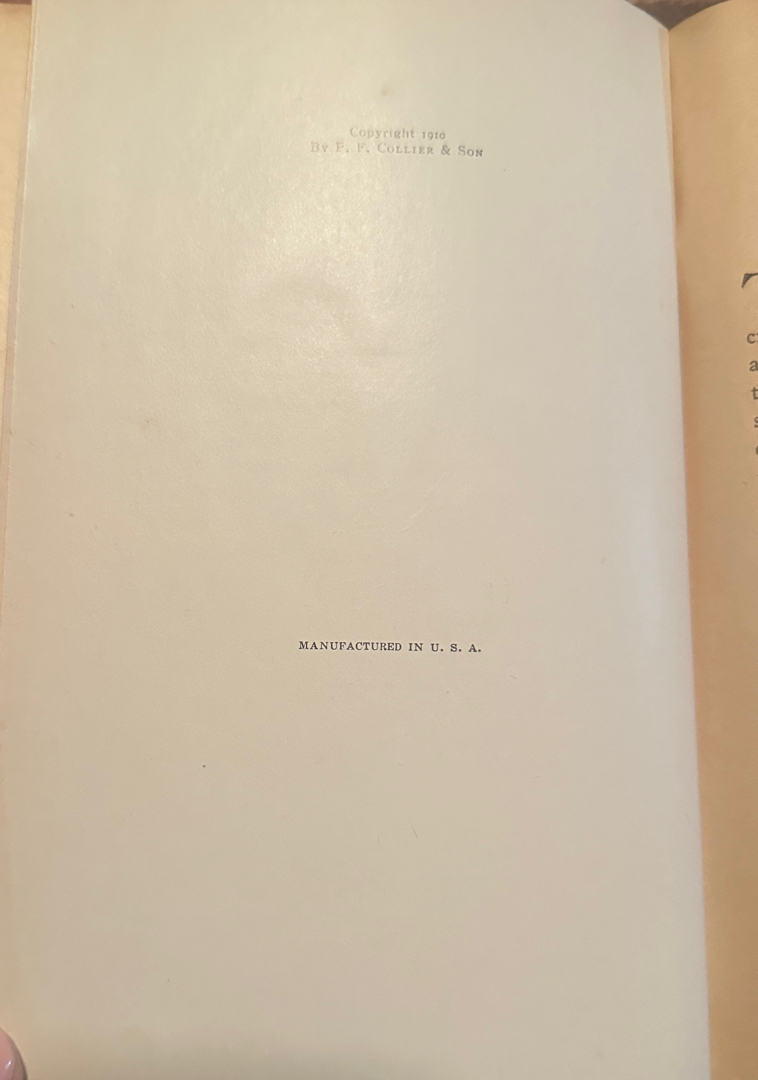 Copyright 1910
By P. F. Collier & Son
MANUFACTURED IN U. S. A.